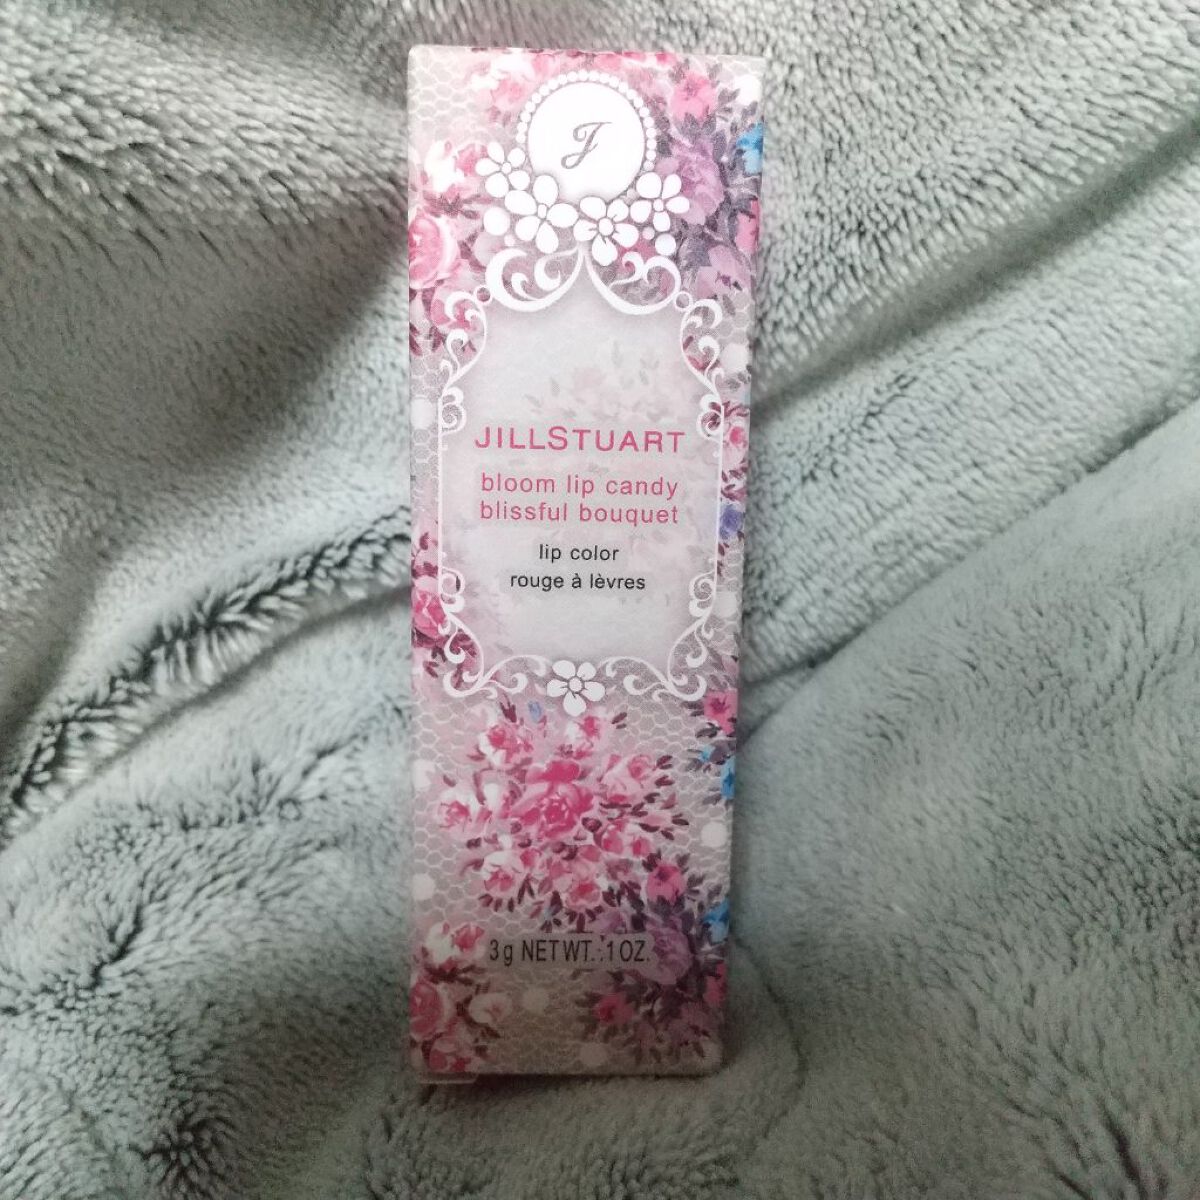 J
JILLSTUART
bloom lip candy
blissful bouquet
lip color
rouge à lèvres
3g NET WT. .1 OZ.